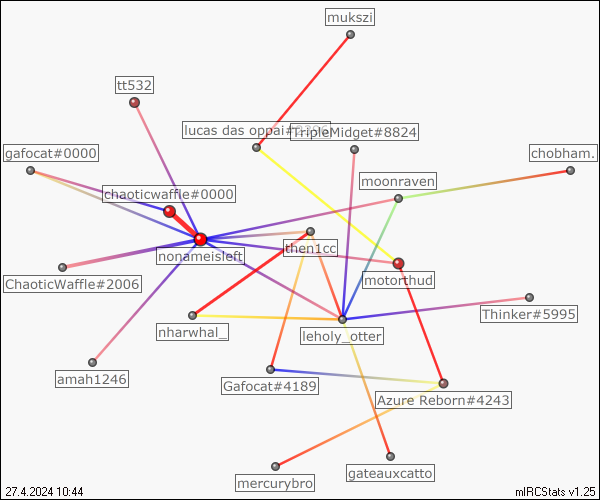 mukszi
tt532
lucas das oppai#
TripleMidget#8824
gafocat#0000
chobham.
moonraven
chaoticwaffle#0000
nonameisleft
then1cc
ChaoticWaffle#2006
motorthud
Thinker#5995
nharwhal_
leholy_otter
amah1246
Gafocat#4189
Azure Reborn#4243
mercurybro
gateauxcatto
27.4.2024 10:44
mIRCStats v1.25